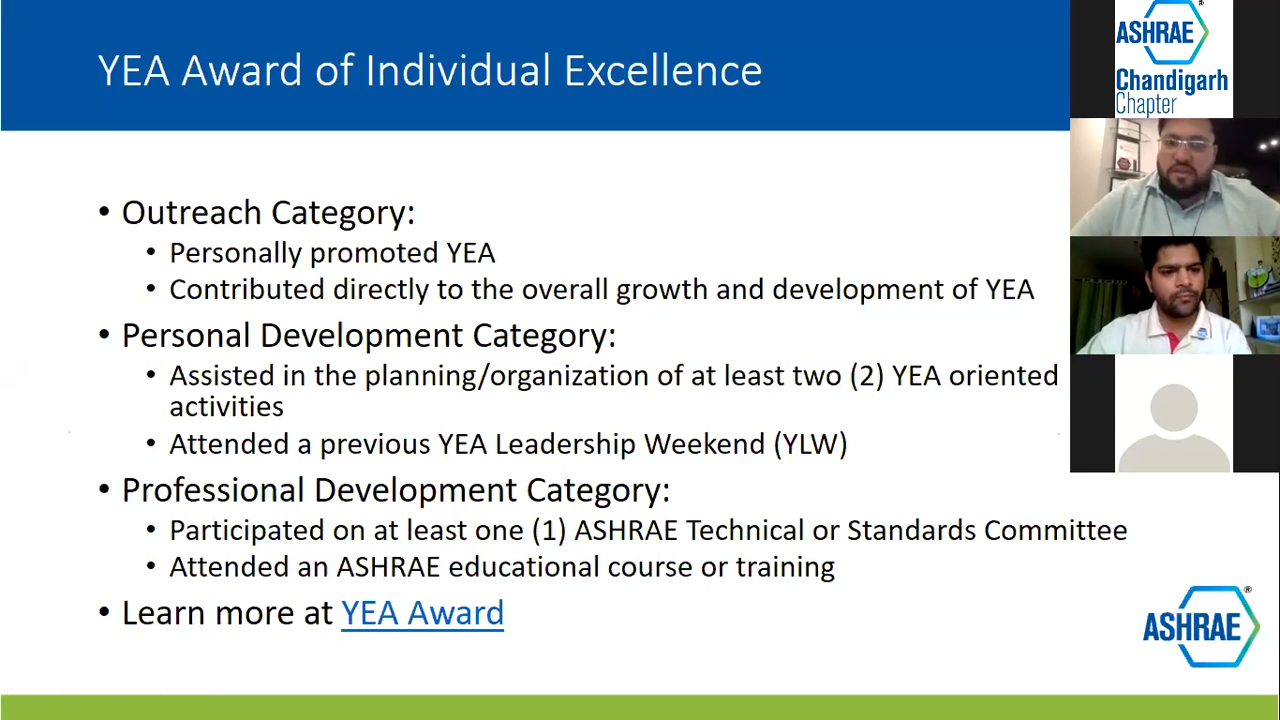 YEA Award of Individual Excellence
ASHRAE
Chandigarh
Chapter
• Outreach Category:
• Personally promoted YEA
• Contributed directly to the overall growth and development of YEA
• Personal Development Category:
• Assisted in the planning/organization of at least two (2) YEA oriented
activities
• Attended a previous YEA Leadership Weekend (YLW)
• Professional Development Category:
• Participated on at least one (1) ASHRAE Technical or Standards Committee
• Attended an ASHRAE educational course or training
• Learn more at YEA Award
ASHRAE®